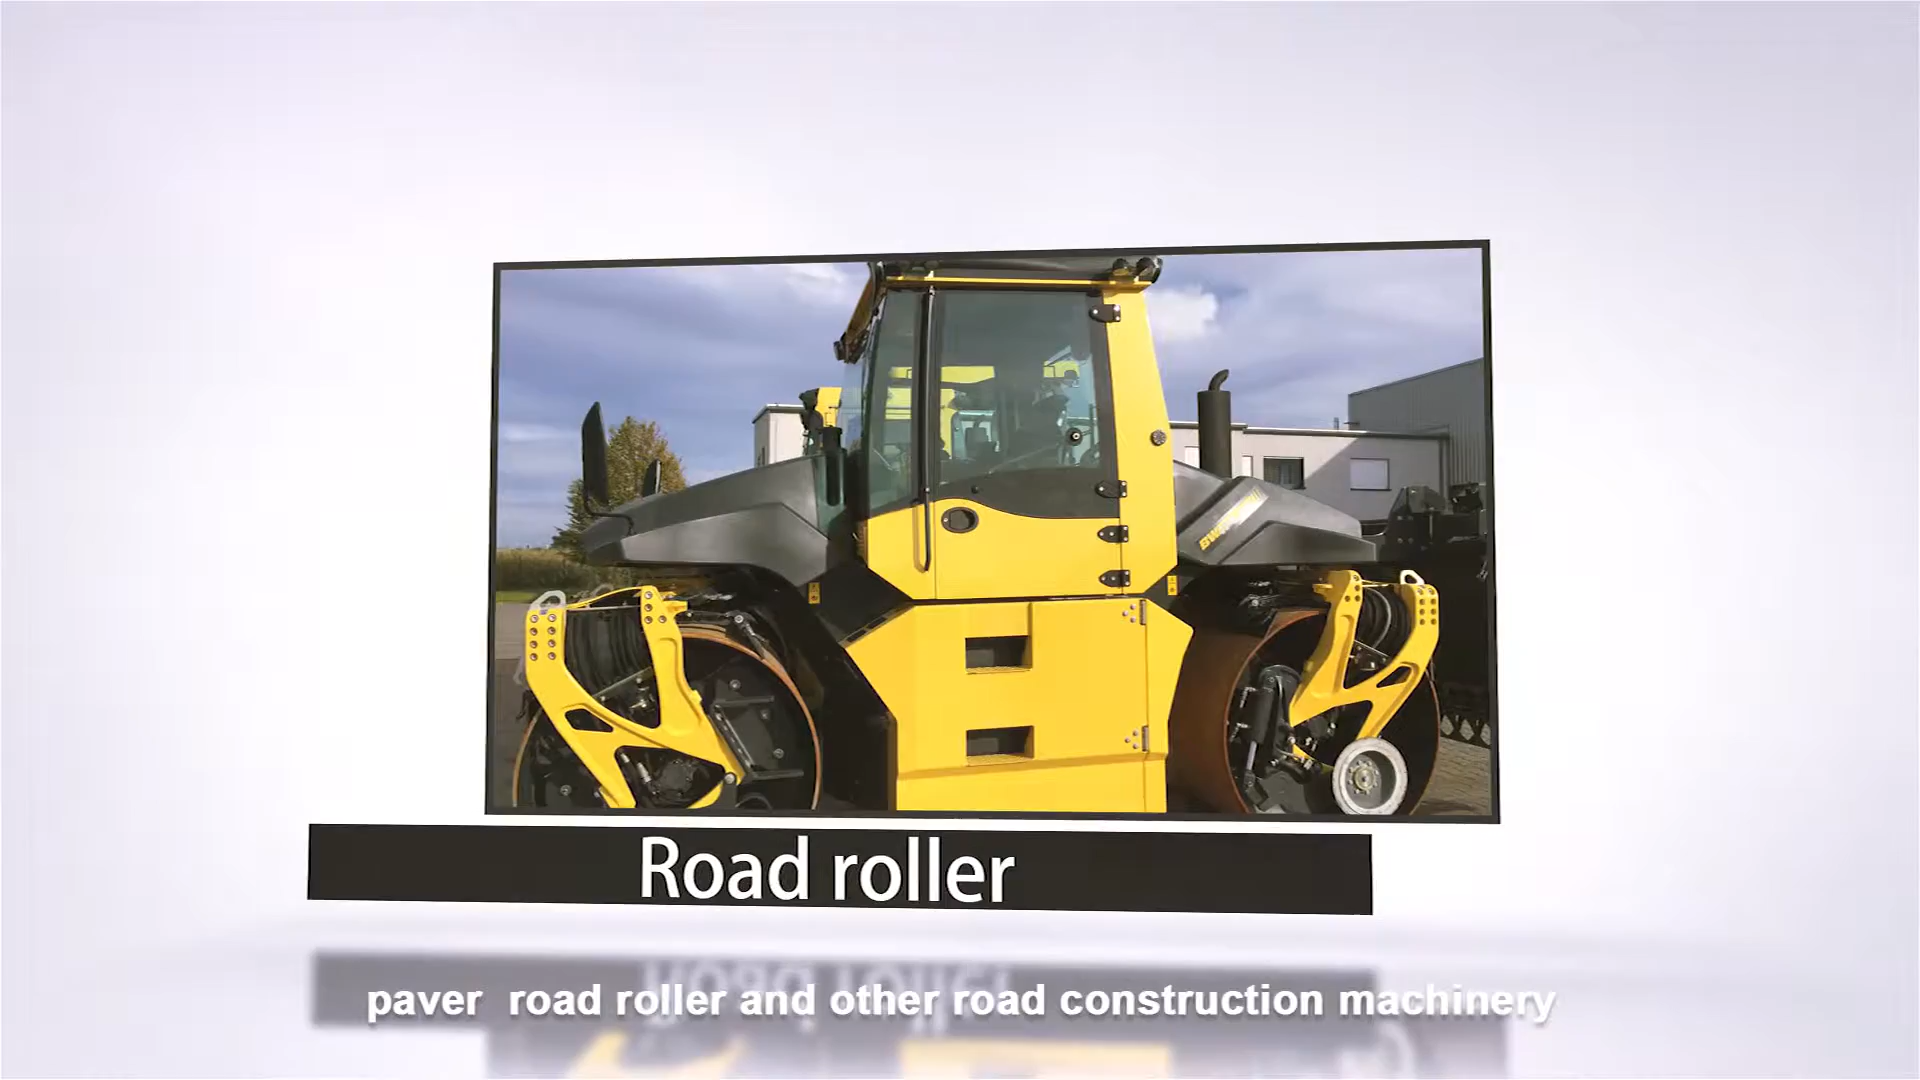 Road roller
paver  road roller and other road construction machinery